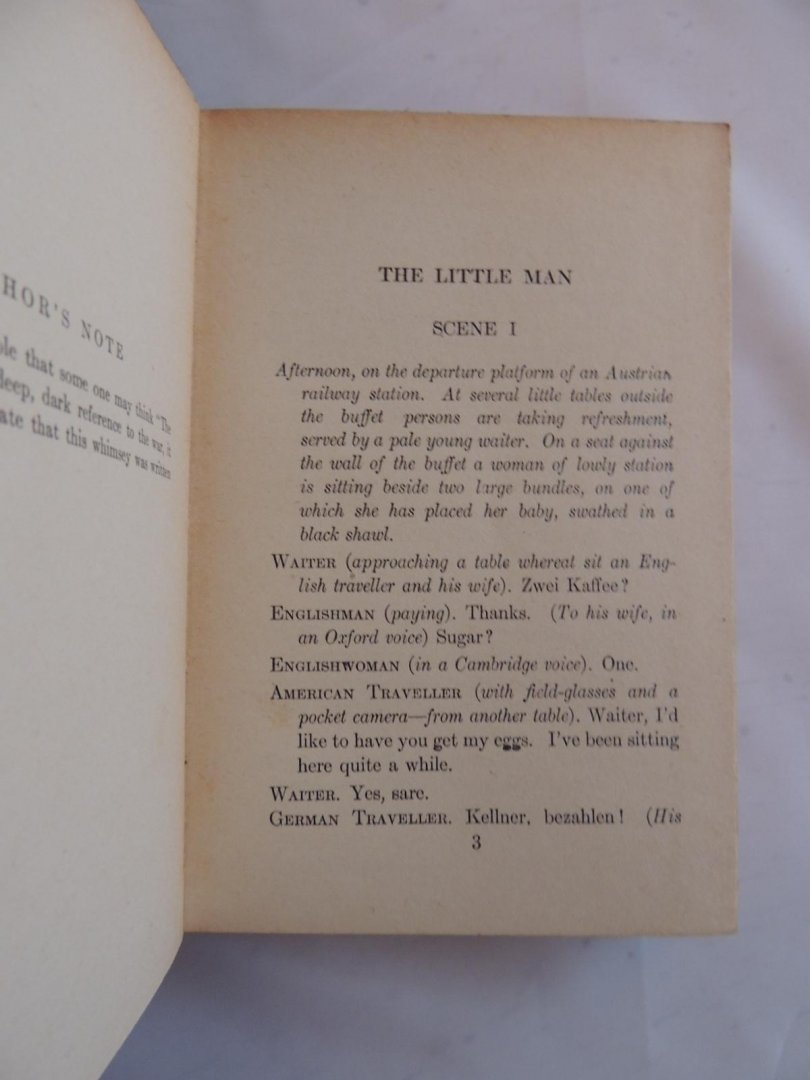 HOR'S NOTE
ble that some one may think "The
deep, dark reference to the war, it
ate that this whimsey was written
THE LITTLE MAN
SCENE I
Afternoon, on the departure platform of an Austrian
railway station. At several little tables outside
the buffet persons are taking refreshment,
served by a pale young waiter. On a seat against
the wall of the buffet a woman of lowly station
is sitting beside two large bundles, on one of
which she has placed her baby, swathed in a
black shawl.
WAITER (approaching a table whereat sit an Eng-
lish traveller and his wife). Zwei Kaffee?
ENGLISHMAN (paying). Thanks. (To his wife, in
an Oxford voice) Sugar?
ENGLISHWOMAN (in a Cambridge voice). One.
AMERICAN TRAVELLER (with field-glasses and a
pocket camera—from another table). Waiter, I'd
like to have you get my eggs. I've been sitting
here quite a while.
WAITER. Yes, sare.
GERMAN TRAVELLER. Kellner, bezahlen! (His
3